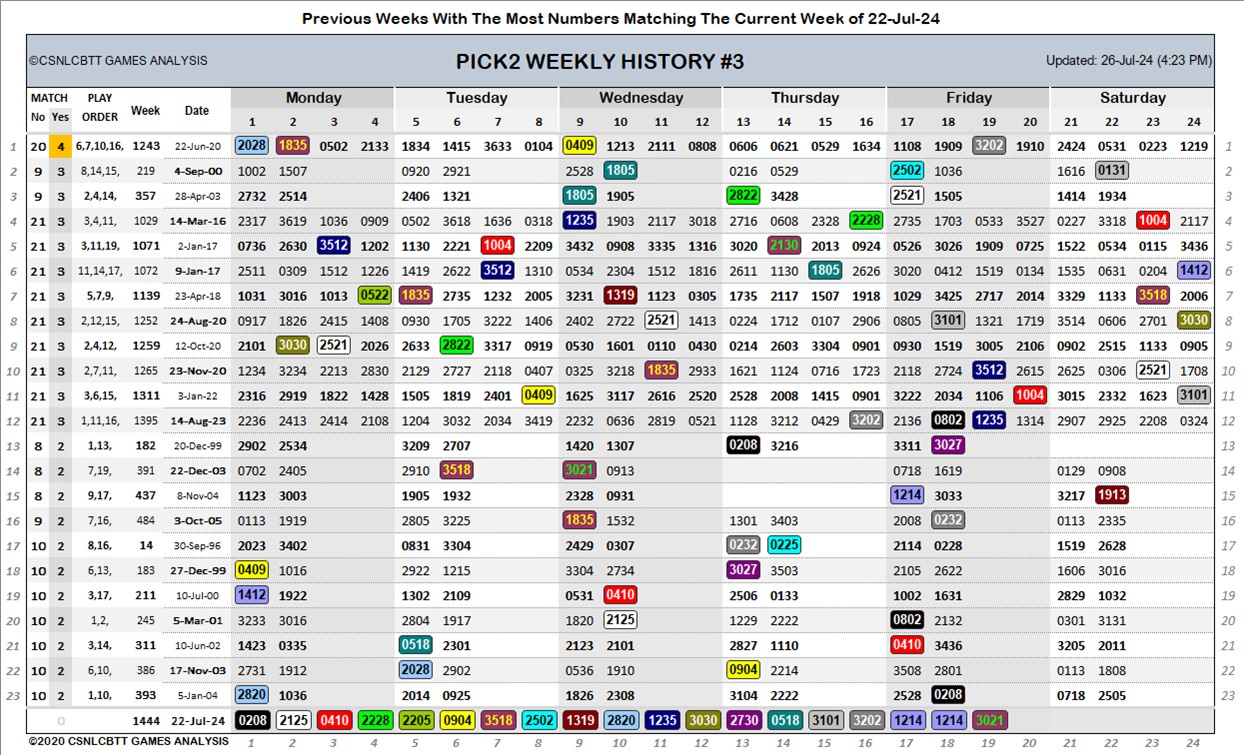 Previous Weeks With The Most Numbers Matching The Current Week of 22-Jul-24
©CSNLCBTT GAMES ANALYSIS PICK2 WEEKLY HISTORY #3 Updated: 26-Jul-24 (4:23 PM)
MATCH PLAY Week Date Monday Tuesday Wednesday Thursday Friday Saturday
No Yes ORDER 1 2 3 4 5 6 7 8 9 10 11 12 13 14 15 16 17 18 19 20 21 22 23 24
1 20 4 6,7,10,16, 1243 22-Jun-20 2028 1835 0502 2133 1834 1415 3633 0104 0409 1213 2111 0808 0606 0621 0529 1634 1108 1909 3202 1910 2424 0531 0223 1219 1
2 9 3 8,14,15, 219 4-Sep-00 1002 1507 0920 2921 2528 1805 0216 0529 2502 1036 1616 0131 2
3 9 3 2,4,14, 357 28-Apr-03 2732 2514 2406 1321 1805 1905 2822 3428 2521 1505 1414 1934 3
4 21 3 3,4,11, 1029 14-Mar-16 2317 3619 1036 0909 0502 3618 1636 0318 1235 1903 2117 3018 2716 0608 2328 2228 2735 1703 0533 1327 0227 3318 1004 2117 4
5 21 3 3,11,19, 1071 2-Jan-17 0736 2630 3512 1202 1130 2221 1004 2209 3432 0908 3335 1316 3020 2130 2013 0924 0526 3026 1909 0725 1522 0534 0115 3436 5
6 21 3 11,14,17, 1072 9-Jan-17 2511 0309 1512 1226 1419 2622 3512 1310 0534 2304 1512 1816 2611 1130 1805 2626 3020 0412 1519 0134 1535 0631 0204 1412 6
7 21 3 5,7,9, 1139 23-Apr-18 1031 3016 1013 0522 1835 2735 1232 2005 3231 1319 1123 0305 1735 2117 1507 1918 1029 3425 2717 2014 3329 1133 3518 2006 7
8 21 3 2,12,15, 1252 24-Aug-20 0917 1826 2415 1408 0930 1705 3222 1406 2402 2722 2521 1413 0224 1712 0107 2906 0805 3101 1321 1719 3514 0606 2701 3030 8
9 21 3 2,4,12, 1259 12-Oct-20 2101 3030 2521 2026 2633 2822 3317 0919 0530 1601 0110 0430 0214 2603 3304 0901 0930 1519 3005 2106 0902 2515 1133 0905 9
10 21 3 2,7,11, 1265 23-Nov-20 1234 3234 2213 2830 2129 2727 2118 0407 0325 3218 1835 2933 1621 1124 0716 1723 2118 2724 3512 2615 2625 0306 2521 1708 10
11 21 3 3,6,15, 1311 3-Jan-22 2316 2919 1822 1428 1505 1819 2401 0409 1625 3117 2616 2520 2528 2008 1415 0901 3222 2034 1106 1004 3015 2332 1623 3101 11
12 21 3 1,11,16, 1395 14-Aug-23 2236 2413 2414 2108 1204 3032 2034 3412 2232 0636 2819 0521 1128 3212 0429 3202 2136 0802 1235 1314 2907 2925 2208 0324 12
13 8 2 1,13, 182 20-Dec-99 2902 2534 3209 2707 1420 1307 0208 3216 3311 3027 13
14 8 2 7,19, 391 22-Dec-03 0702 2405 2910 3518 3021 0913 0718 1619 0129 0908 14
15 8 2 9,17, 437 8-Nov-04 1123 3003 1905 1932 2328 0931 1214 3033 3217 1913 15
16 9 2 7,16, 484 3-Oct-05 0113 1919 2805 3225 1835 1532 1301 3403 2008 0232 0113 2335 16
17 10 2 8,16, 14 30-Sep-96 2023 3402 0831 3304 2429 0307 0232 0225 2114 0228 1519 2628 17
18 10 2 6,13, 183 27-Dec-99 0409 1016 2922 1215 3304 2734 3027 3503 2105 2622 1606 3016 18
19 10 2 3,17, 211 10-Jul-00 1412 1922 1302 2109 0531 0410 2506 0133 1002 1631 2829 1032 19
20 10 2 1,2, 245 5-Mar-01 3233 3016 2804 1917 1820 2125 1229 2222 0802 2132 0301 3131 20
21 10 2 3,14, 311 10-Jun-02 1423 0335 0518 2301 2123 2101 2827 1110 0410 3436 3205 2011 21
22 10 2 6,10, 386 17-Nov-03 2731 1912 2028 2902 0536 1910 0904 2214 3508 2801 0113 1808 22
23 10 2 1,10, 393 5-Jan-04 2820 1036 2014 0925 1826 2308 3104 2222 2528 0208 0718 2505 23
0 1444 22-Jul-24 0208 2125 0410 2228 2205 0904 3518 2502 1319 2820 1235 3030 2730 0518 3101 3202 1214 1214 3021
©2020 CSNLCBTT GAMES ANALYSIS 1 2 3 4 5 6 7 8 9 10 11 12 13 14 15 16 17 18 19 20 21 22 23 24